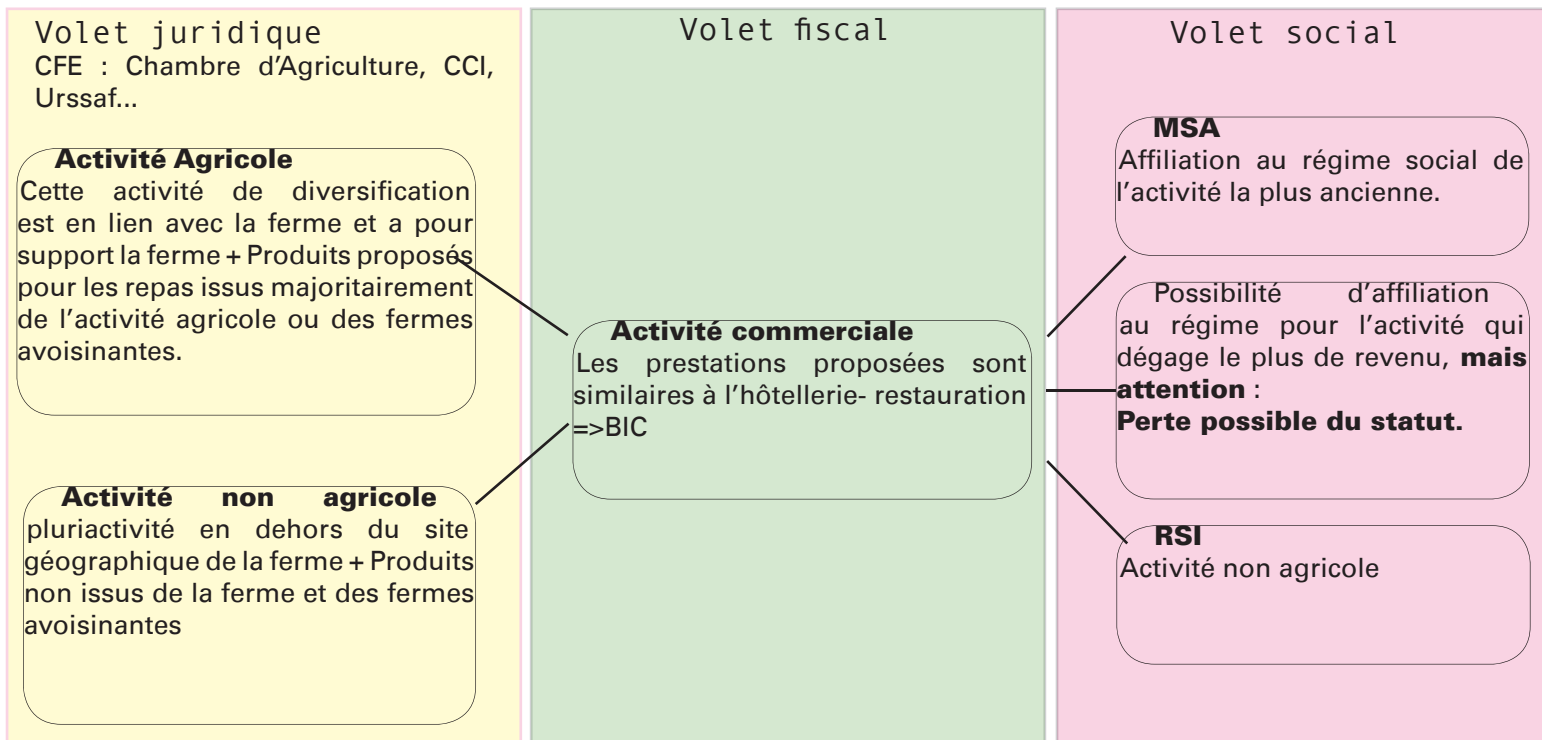 Volet juridique
CFE : Chambre d'Agriculture, CCI,
Urssaf...
Activité Agricole
Cette activité de diversification
est en lien avec la ferme et a pour
support la ferme + Produits proposés
pour les repas issus majoritairement
de l'activité agricole ou des fermes
avoisinantes.
Activité non agricole
pluriactivité en dehors du site
géographique de la ferme + Produits
non issus de la ferme et des fermes
avoisinantes
Volet fiscal
Activité commerciale
Les prestations proposées sont
similaires à l'hôtellerie- restauration
=>BIC
Volet social
MSA
Affiliation au régime social de
l'activité la plus ancienne.
Possibilité d'affiliation
au régime pour l'activité qui
dégage le plus de revenu, mais
attention :
Perte possible du statut.
RSI
Activité non agricole